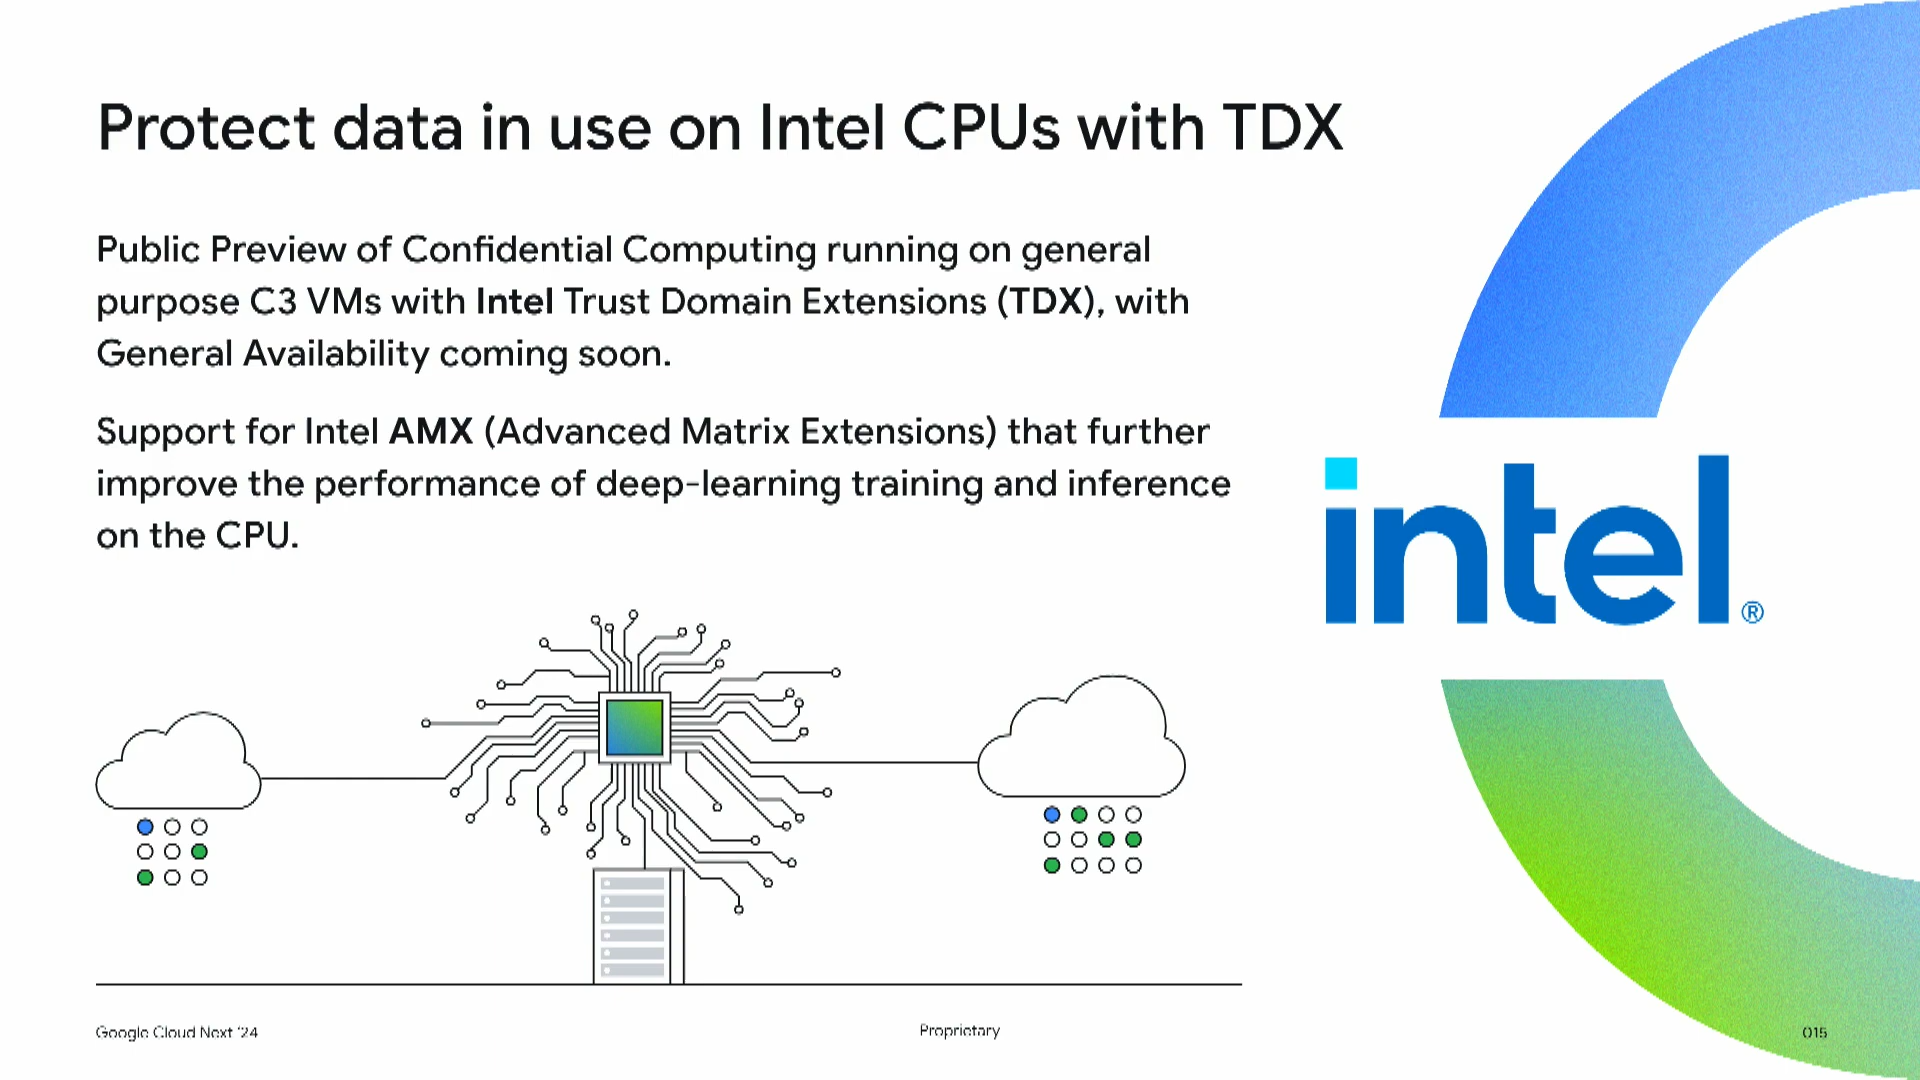 Protect data in use on Intel CPUs with TDX
Public Preview of Confidential Computing running on general
purpose C3 VMs with Intel Trust Domain Extensions (TDX), with
General Availability coming soon.
Support for Intel AMX (Advanced Matrix Extensions) that further
improve the performance of deep-learning training and inference
on the CPU.
intel®
Google Cloud Next '24
Proprietary
015